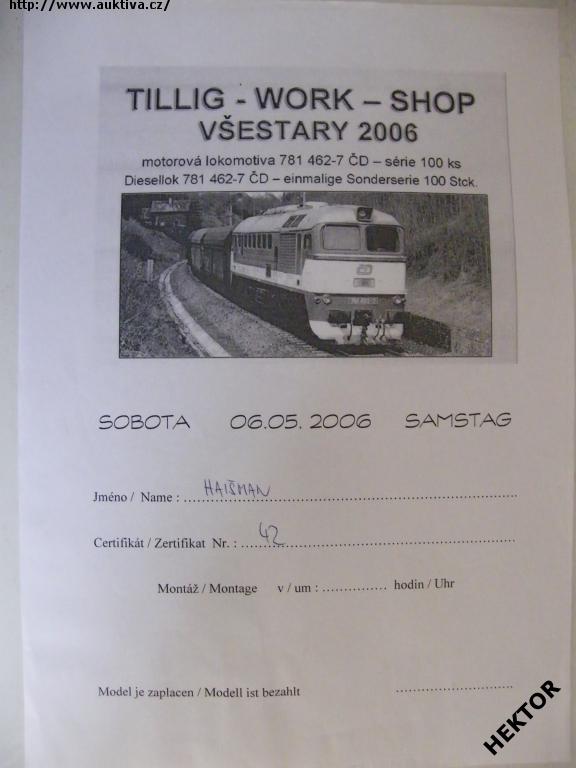 http://www.auktiva.cz/
TILLIG - WORK – SHOP
VŠESTARY 2006
motorová lokomotiva 781 462-7 ČD – série 100 ks
Diesellok 781 462-7 ČD – einmalige Sonderserie 100 Stck.
SOBOTA 06.05.2006 SAMSTAG
Jméno / Name : HAIŠMAN
Certifikát / Zertifikat Nr. : 42
Montáž / Montage v / um : ............... hodin / Uhr
Model je zaplacen / Modell ist bezahlt ...........................
HEKTOR